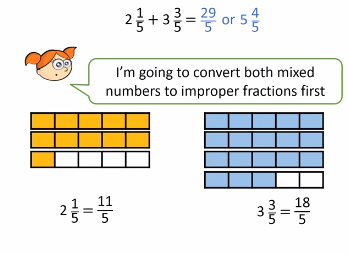 2 1/5 + 3 3/5 = 29/5 or 5 4/5
I'm going to convert both mixed
numbers to improper fractions first
2 1/5 = 11/5
3 3/5 = 18/5